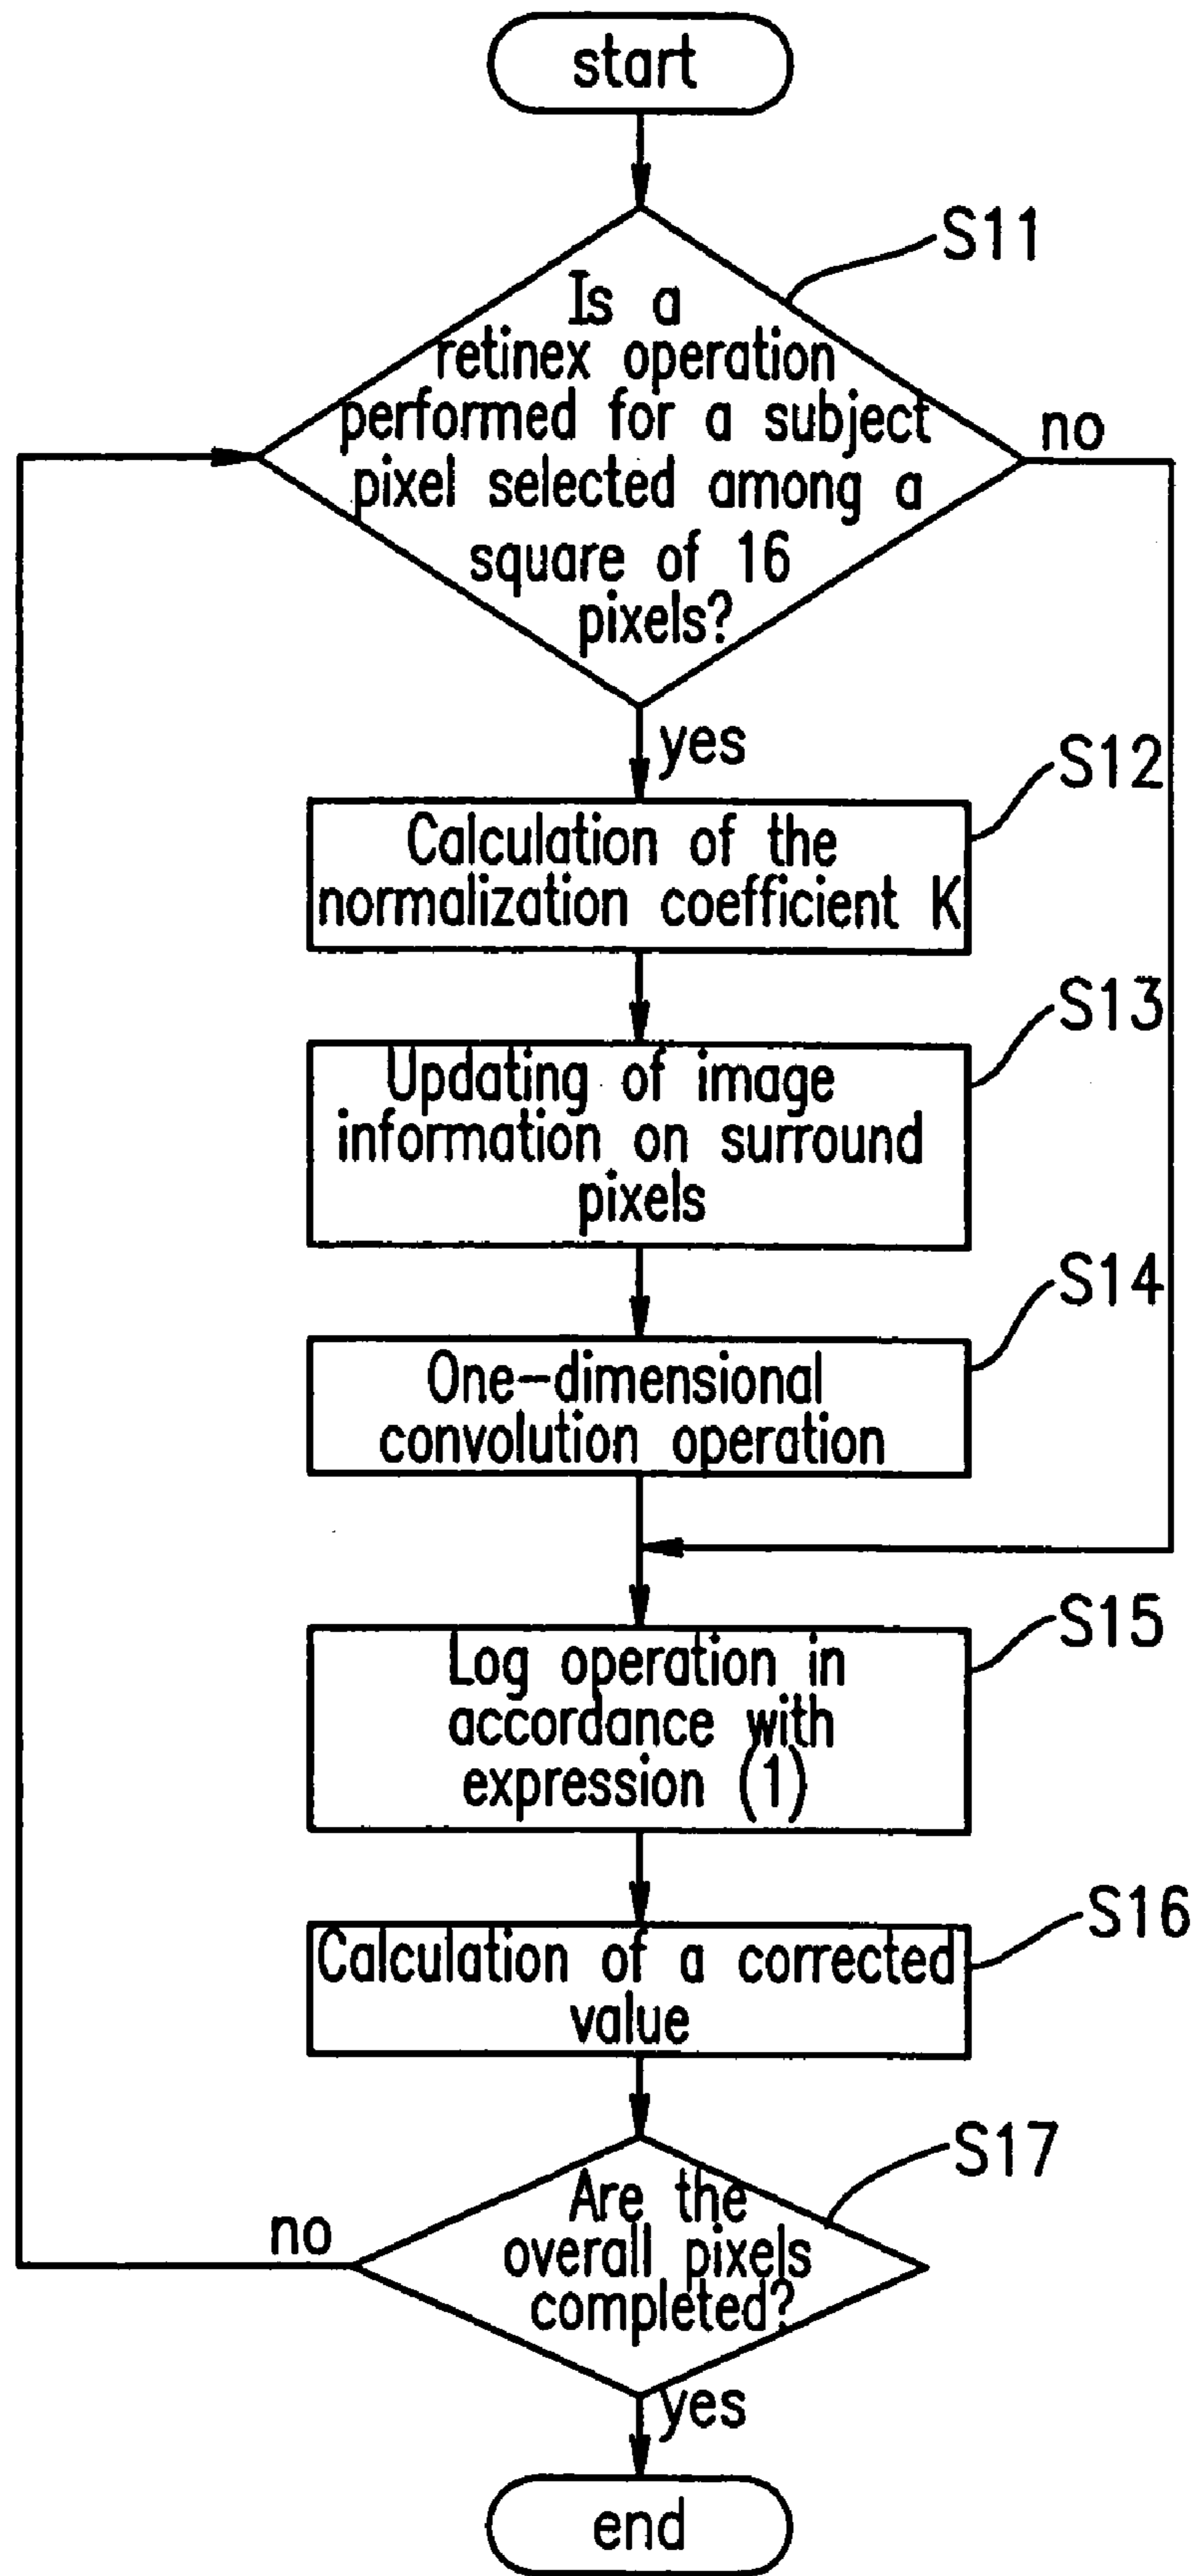 start
S11
Is a
retinex operation
performed for a subject
pixel selected among a
square of 16
pixels?
no
yes
S12
Calculation of the
normalization coefficient K
S13
Updating of image
information on surround
pixels
S14
One-dimensional
convolution operation
S15
Log operation in
accordance with
expression (1)
S16
Calculation of a corrected
value
S17
Are the
overall pixels
completed?
no
yes
end